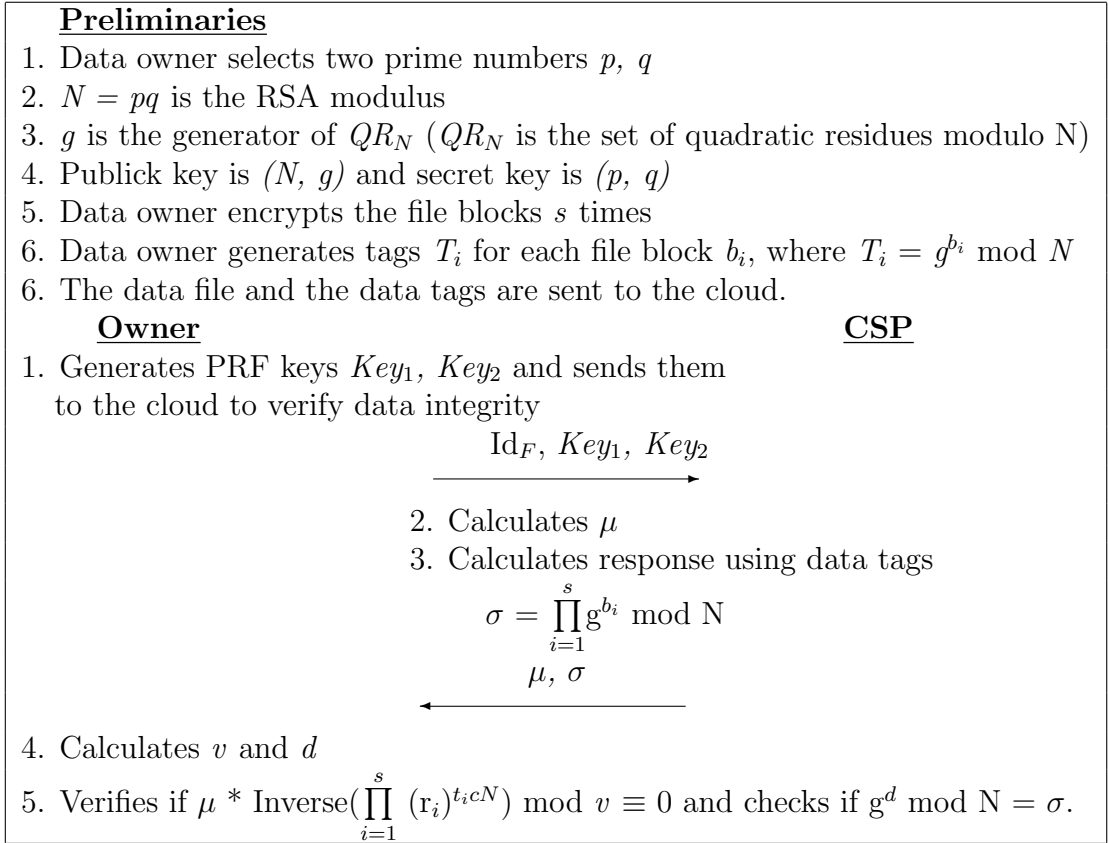 Preliminaries
1. Data owner selects two prime numbers p, q
2. N = pq is the RSA modulus
3. g is the generator of QR_N (QR_N is the set of quadratic residues modulo N)
4. Publick key is (N, g) and secret key is (p, q)
5. Data owner encrypts the file blocks s times
6. Data owner generates tags T_i for each file block b_i, where T_i = g^{b_i} mod N
6. The data file and the data tags are sent to the cloud.
Owner CSP
1. Generates PRF keys Key_1, Key_2 and sends them
to the cloud to verify data integrity
Id_F, Key_1, Key_2
2. Calculates μ
3. Calculates response using data tags
σ = ∏_{i=1}^{s} g^{b_i} mod N
μ, σ
4. Calculates v and d
5. Verifies if μ * Inverse(∏_{i=1}^{s} (r_i)^{t_i cN}) mod v ≡ 0 and checks if g^d mod N = σ.